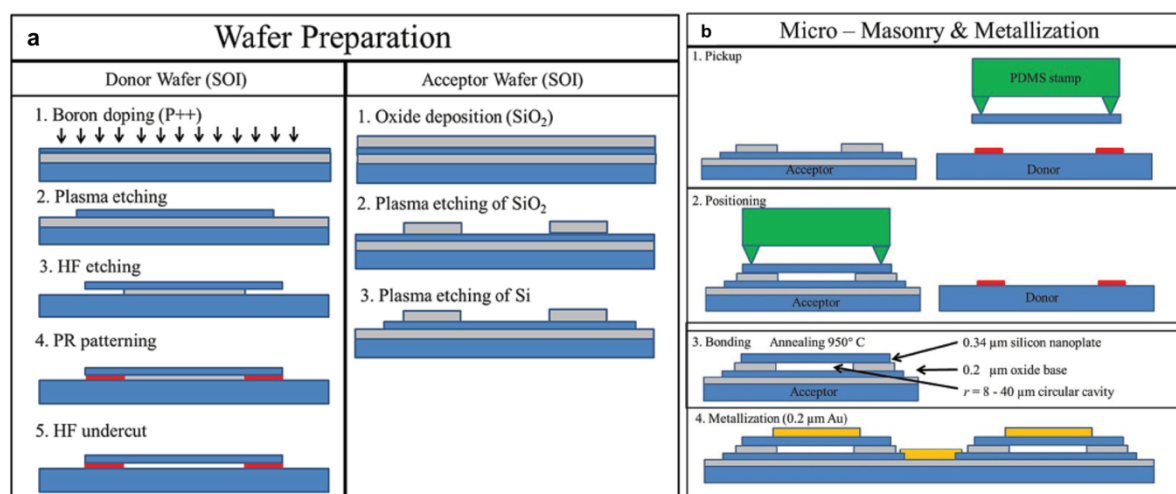 a
Wafer Preparation
Donor Wafer (SOI)
1. Boron doping (P++)
2. Plasma etching
3. HF etching
4. PR patterning
5. HF undercut
Acceptor Wafer (SOI)
1. Oxide deposition (SiO₂)
2. Plasma etching of SiO₂
3. Plasma etching of Si
b
Micro – Masonry & Metallization
1. Pickup
PDMS stamp
Acceptor
Donor
2. Positioning
Acceptor
Donor
3. Bonding Annealing 950° C
0.34 µm silicon nanoplate
0.2 µm oxide base
r = 8 - 40 µm circular cavity
Acceptor
4. Metallization (0.2 µm Au)